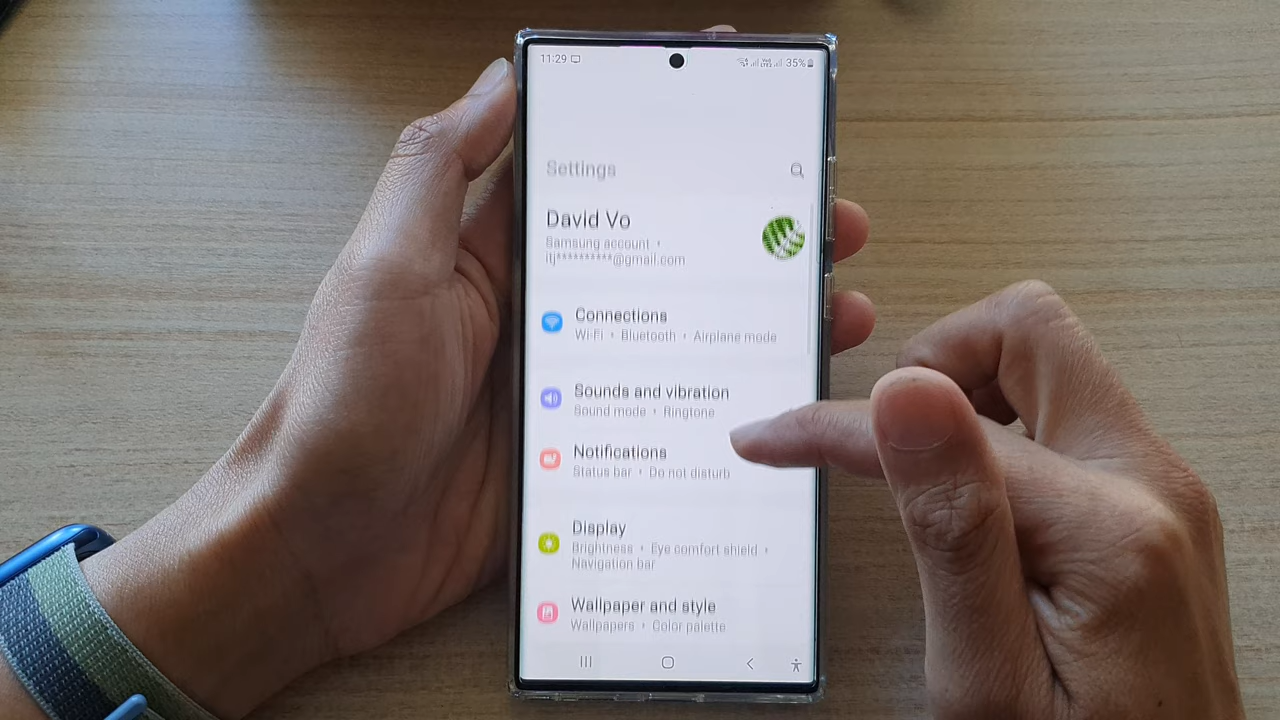 11:29
35%
Settings
David Vo
Samsung account •
itj**********@gmail.com
Connections
Wi-Fi • Bluetooth • Airplane mode
Sounds and vibration
Sound mode • Ringtone
Notifications
Status bar • Do not disturb
Display
Brightness • Eye comfort shield •
Navigation bar
Wallpaper and style
Wallpapers • Color palette